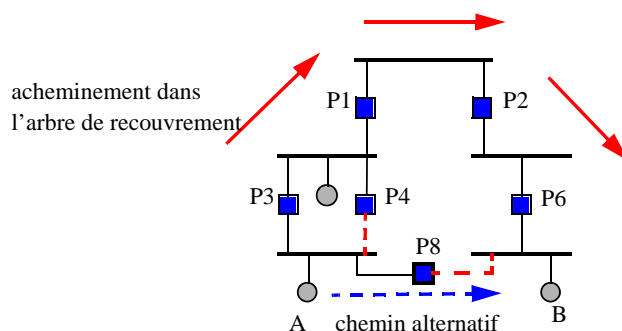 acheminement dans
l'arbre de recouvrement
P1
P2
P3
P4
P6
P8
A
chemin alternatif
B